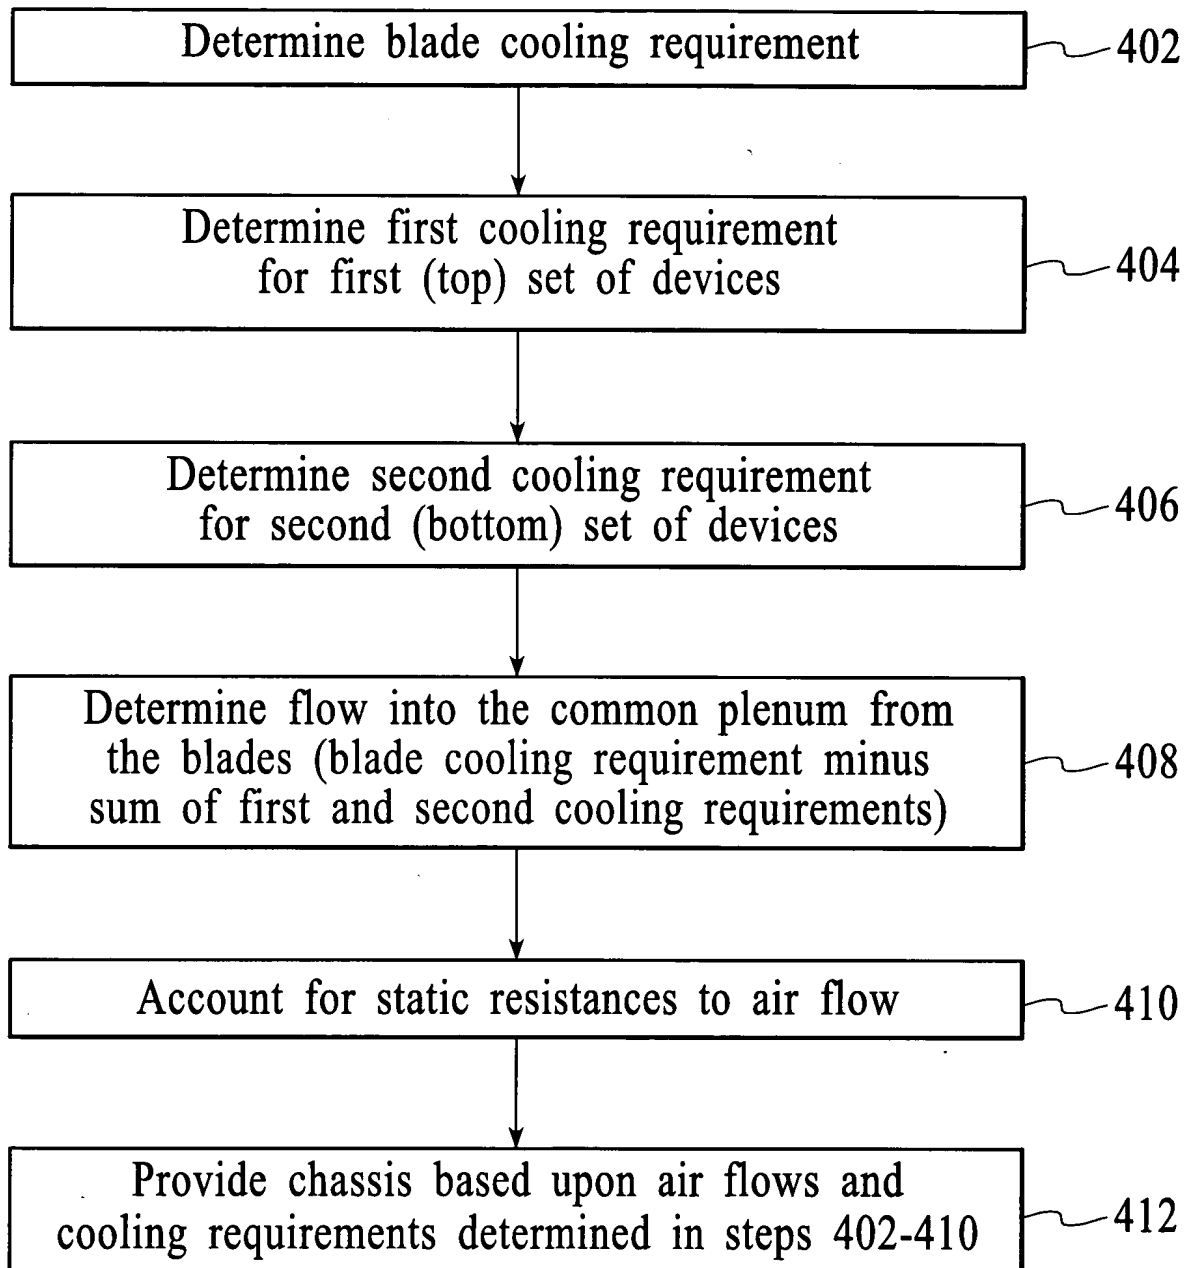 Determine blade cooling requirement
402
Determine first cooling requirement
for first (top) set of devices
404
Determine second cooling requirement
for second (bottom) set of devices
406
Determine flow into the common plenum from
the blades (blade cooling requirement minus
sum of first and second cooling requirements)
408
Account for static resistances to air flow
410
Provide chassis based upon air flows and
cooling requirements determined in steps 402-410
412